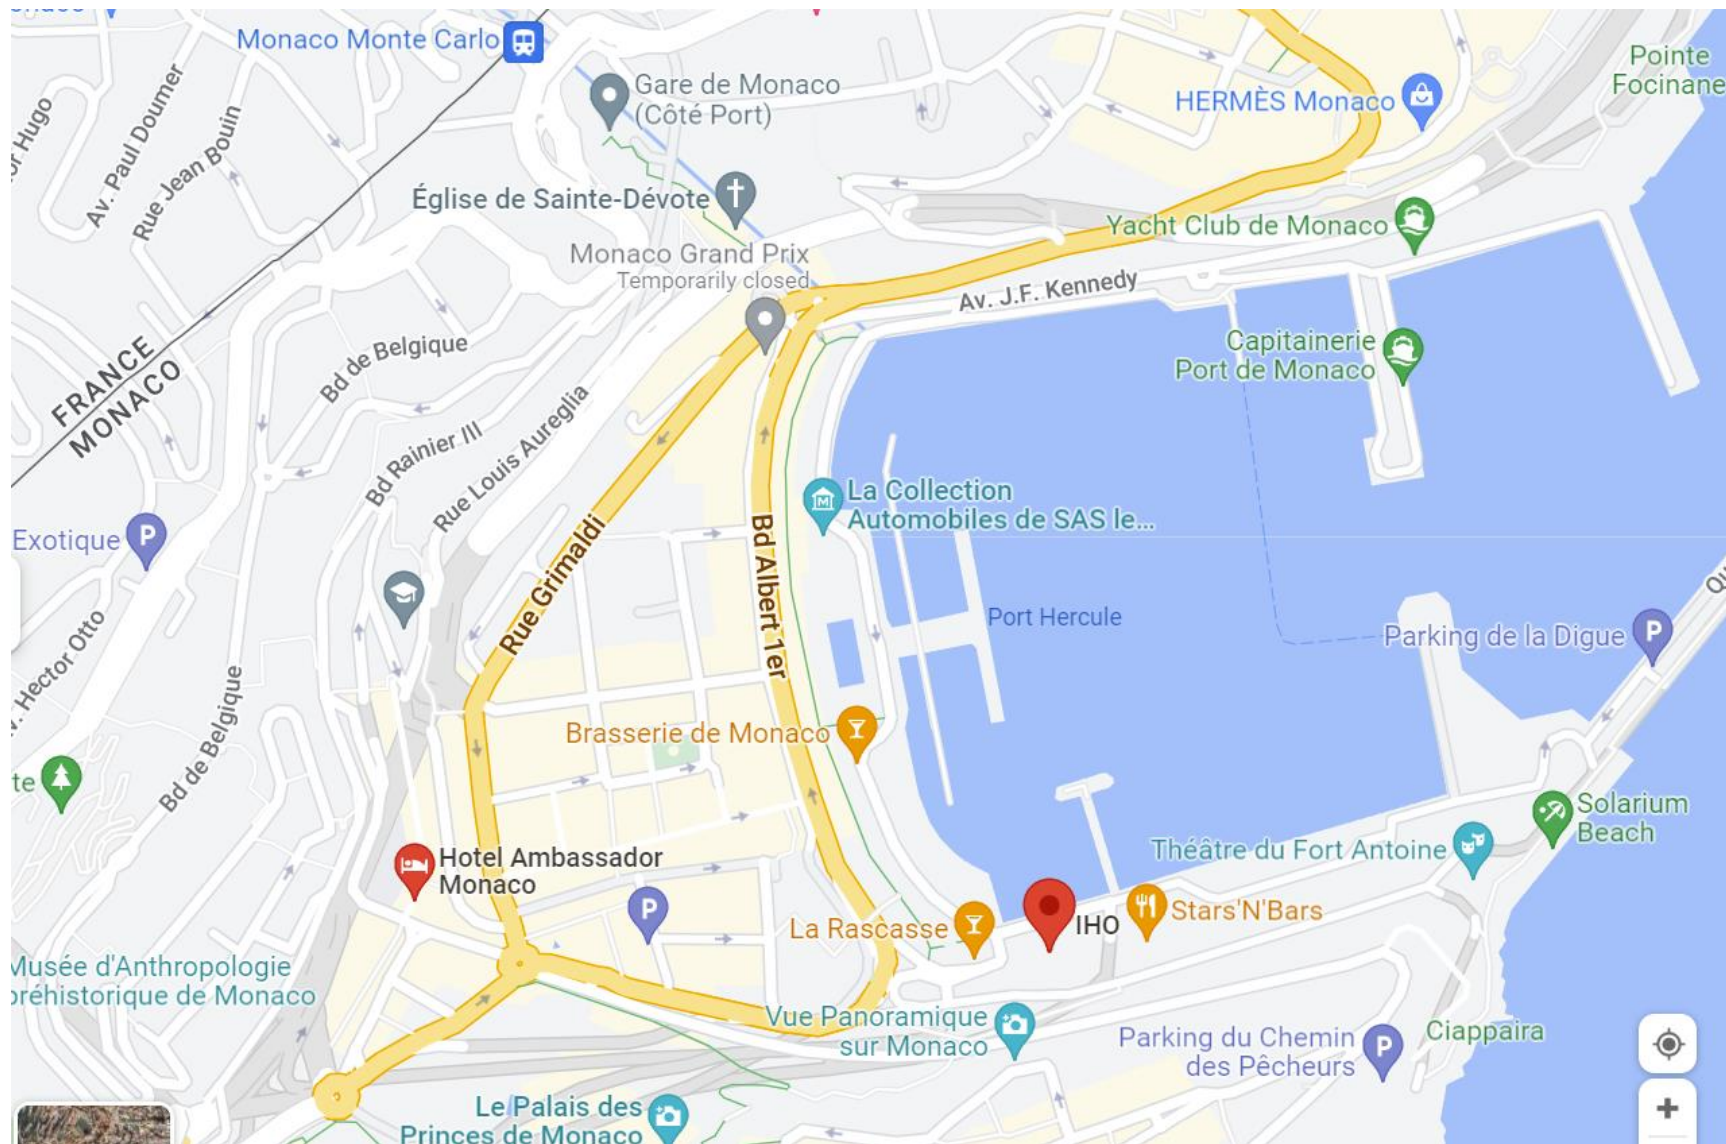 Monaco Monte Carlo
Gare de Monaco
(Côté Port)
HERMÈS Monaco
Pointe
Focinane
Av. Paul Doumer
Rue Jean Bouin
Église de Sainte-Dévote
Monaco Grand Prix
Temporarily closed
Yacht Club de Monaco
Av. J.F. Kennedy
Capitainerie
Port de Monaco
FRANCE
MONACO
Bd de Belgique
Bd Rainier III
Rue Louis Aureglia
La Collection
Automobiles de SAS le...
Exotique
P
Rue Grimaldi
Bd Albert 1er
Port Hercule
Parking de la Digue
P
Hector Otto
Bd de Belgique
Brasserie de Monaco
te
Solarium
Beach
Théâtre du Fort Antoine
Hotel Ambassador
Monaco
P
La Rascasse
IHO
Stars'N'Bars
Musée d'Anthropologie
préhistorique de Monaco
Vue Panoramique
sur Monaco
Parking du Chemin
des Pêcheurs
P
Ciappaira
Le Palais des
Princes de Monaco